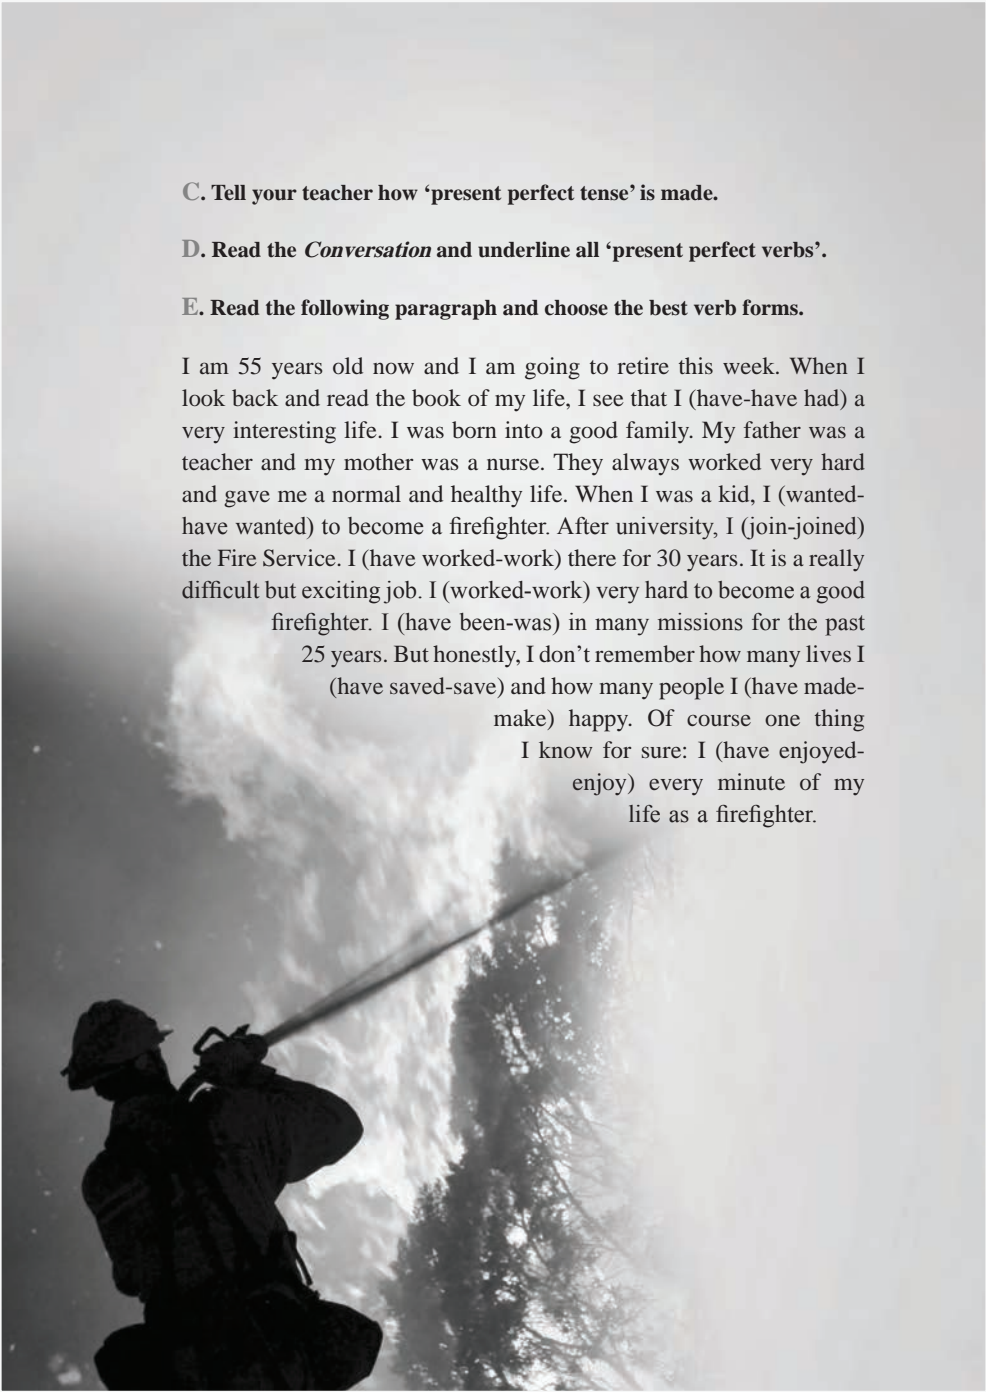 C. Tell your teacher how ‘present perfect tense’ is made.
D. Read the Conversation and underline all ‘present perfect verbs’.
E. Read the following paragraph and choose the best verb forms.
I am 55 years old now and I am going to retire this week. When I
look back and read the book of my life, I see that I (have-have had) a
very interesting life. I was born into a good family. My father was a
teacher and my mother was a nurse. They always worked very hard
and gave me a normal and healthy life. When I was a kid, I (wanted-
have wanted) to become a firefighter. After university, I (join-joined)
the Fire Service. I (have worked-work) there for 30 years. It is a really
difficult but exciting job. I (worked-work) very hard to become a good
firefighter. I (have been-was) in many missions for the past
25 years. But honestly, I don’t remember how many lives I
(have saved-save) and how many people I (have made-
make) happy. Of course one thing
I know for sure: I (have enjoyed-
enjoy) every minute of my
life as a firefighter.